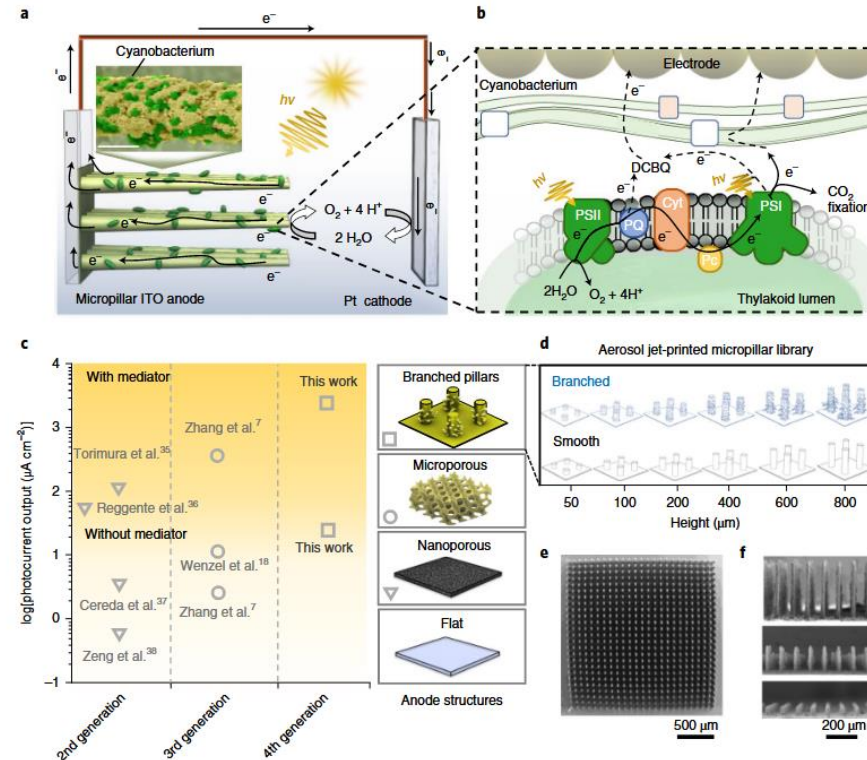 a
e⁻
Cyanobacterium
e⁻
e⁻
hv
e⁻
e⁻
e⁻
e⁻
O₂ + 4 H⁺
e⁻
e⁻
2 H₂O
e⁻
e⁻
Micropillar ITO anode
Pt cathode
b
Electrode
Cyanobacterium
e⁻
DCBQ
e⁻
hv
hv
e⁻
CO₂
fixation
PSII
e⁻
PQ
Cyt
PSI
e⁻
e⁻
Pc
2H₂O
O₂ + 4H⁺
Thylakoid lumen
c
log[photocurrent output (µA cm⁻²)]
4
3
2
1
0
–1
With mediator
This work
Zhang et al.⁷
Torimura et al.³⁵
Reggente et al.³⁶
Without mediator
This work
Wenzel et al.¹⁸
Cereda et al.³⁷
Zhang et al.⁷
Zeng et al.³⁸
2nd generation
3rd generation
4th generation
Branched pillars
Microporous
Nanoporous
Flat
Anode structures
d
Aerosol jet-printed micropillar library
Branched
Smooth
50 100 200 400 600 800
Height (µm)
e
500 µm
f
200 µm